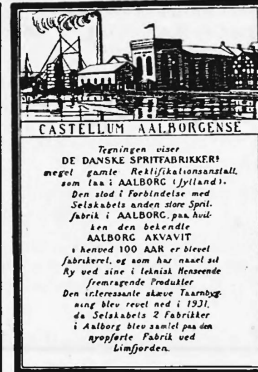 CASTELLUM AALBORGENSE
Tegningen viser
DE DANSKE SPRITFABRIKKERS
meget gamle Rektifikationsanstalt,
som laa i AALBORG (Jylland).
Den stod i Forbindelse med
Selskabets anden store Sprit-
fabrik i AALBORG, paa hvil-
ken den bekendte
AALBORG AKVAVIT
i henved 100 AAR er blevet
fabrikeret, og som har naaet sit
Ry ved sine i teknisk Henseende
fremragende Produkter
Den interessante skæve Taarnbyg-
ning blev revet ned i 1931,
da Selskabets 2 Fabrikker
i Aalborg blev samlet paa den
nyopførte Fabrik ved
Limfjorden.